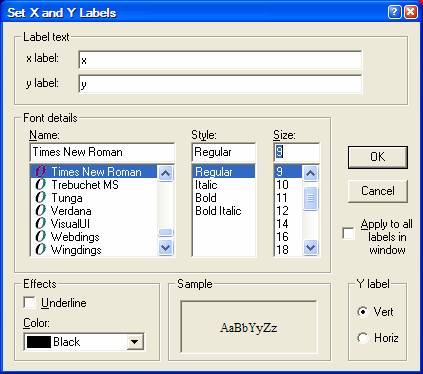 Set X and Y Labels
Label text
x label: x
y label: y
Font details
Name:
Times New Roman
Times New Roman
Trebuchet MS
Tunga
Verdana
VisualUI
Webdings
Wingdings
Style:
Regular
Regular
Italic
Bold
Bold Italic
Size:
9
9
10
11
12
14
16
18
OK
Cancel
Apply to all
labels in
window
Effects
Underline
Color:
Black
Sample
AaBbYyZz
Y label
Vert
Horiz